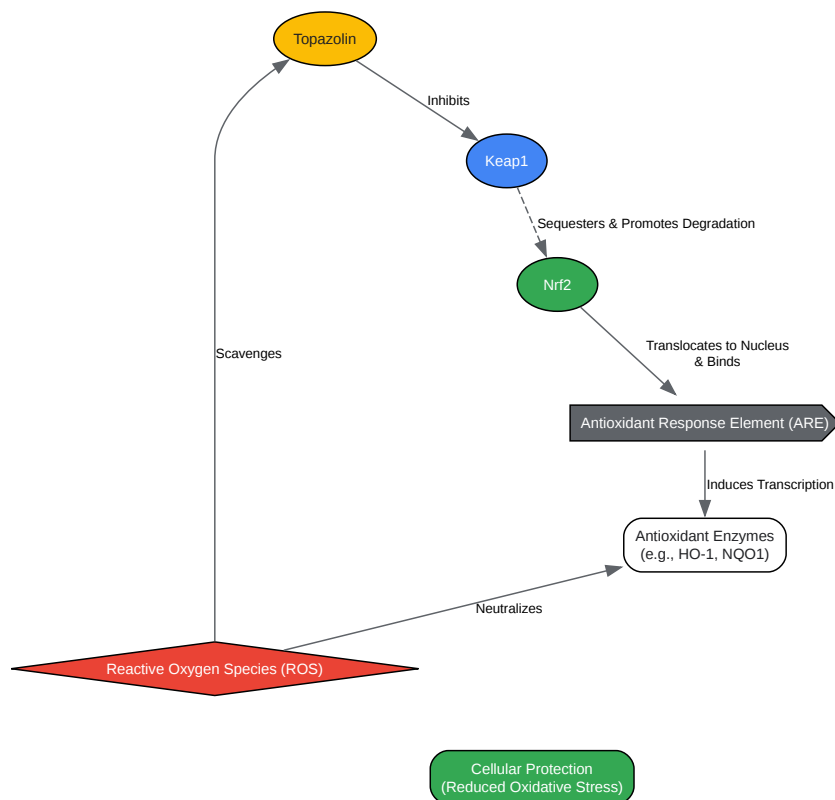 Topazolin
Inhibits
Keap1
Sequesters & Promotes Degradation
Nrf2
Translocates to Nucleus
& Binds
Scavenges
Antioxidant Response Element (ARE)
Induces Transcription
Antioxidant Enzymes
(e.g., HO-1, NQO1)
Neutralizes
Reactive Oxygen Species (ROS)
Cellular Protection
(Reduced Oxidative Stress)